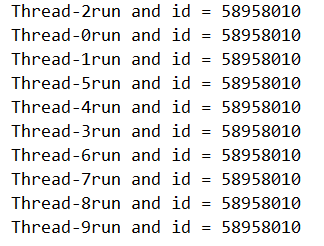 Thread-2run and id = 58958010
Thread-0run and id = 58958010
Thread-1run and id = 58958010
Thread-5run and id = 58958010
Thread-4run and id = 58958010
Thread-3run and id = 58958010
Thread-6run and id = 58958010
Thread-7run and id = 58958010
Thread-8run and id = 58958010
Thread-9run and id = 58958010